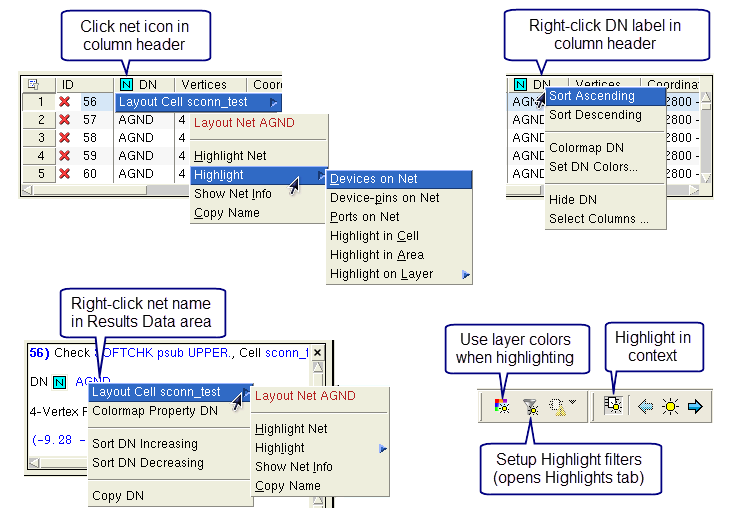 Click net icon in
column header
ID N DN Vertices Coor
1 56 Layout Cell sconn_test
2 57 AGND 4 Layout Net AGND
3 58 AGND 4
4 59 AGND 4 Highlight Net
5 60 AGND 4 Highlight
Show Net Info
Copy Name
Devices on Net
Device-pins on Net
Ports on Net
Highlight in Cell
Highlight in Area
Highlight on Layer
Right-click DN label in
column header
N DN Vertices Coordina
AGN Sort Ascending 2800 -
AGN Sort Descending 2800 -
AGN 2800 -
AGN Colormap DN 2800 -
AGN Set DN Colors... 2800 -
Hide DN
Select Columns ...
Right-click net name
in Results Data area
56) Check SOFTCHK psub UPPER., Cell sconn_t
DN N AGND
Layout Cell sconn_test
4-Vertex P Colormap Property DN
(-9.28 - Sort DN Increasing
Sort DN Decreasing
Copy DN
Layout Net AGND
Highlight Net
Highlight
Show Net Info
Copy Name
Use layer colors
when highlighting
Highlight in
context
Setup Highlight filters
(opens Highlights tab)